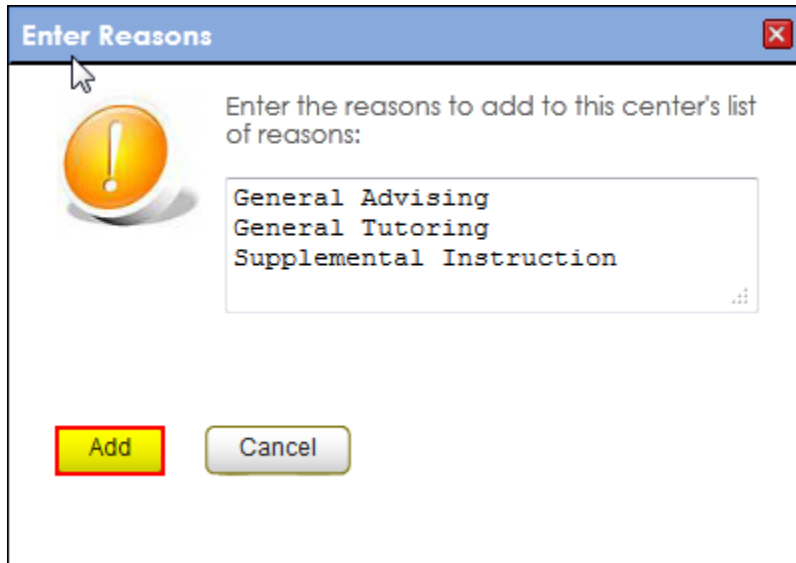 Enter Reasons
Enter the reasons to add to this center's list
of reasons:
General Advising
General Tutoring
Supplemental Instruction
Add
Cancel